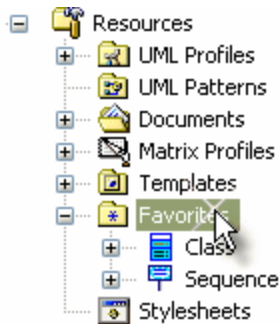 Resources
UML Profiles
UML Patterns
Documents
Matrix Profiles
Templates
Favorites
Class
Sequence
Stylesheets